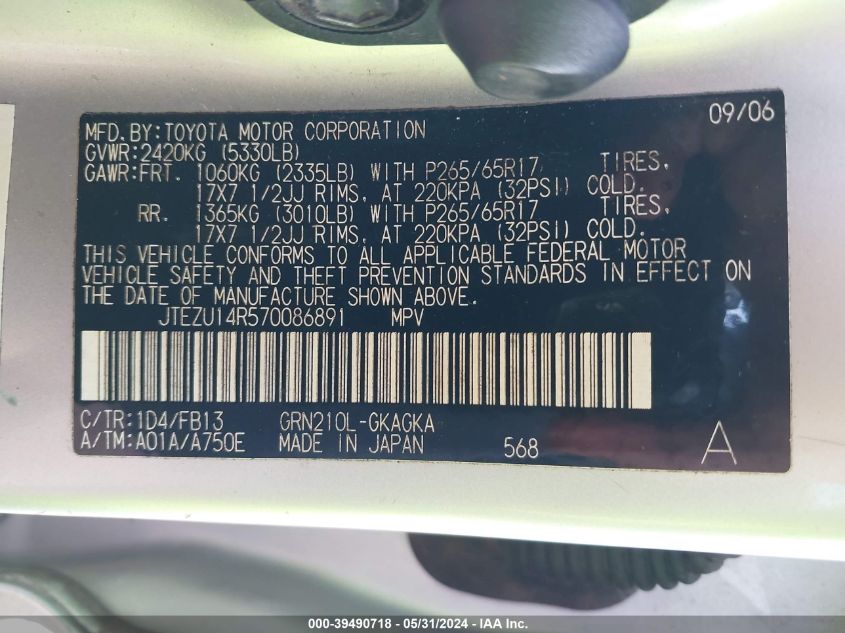 09/06
MFD.BY:TOYOTA MOTOR CORPORATION
GVWR:2420KG (5330LB)
GAWR:FRT. 1060KG (2335LB) WITH P265/65R17 TIRES,
17X7 1/2JJ RIMS, AT 220KPA (32PSI) COLD.
RR. 1365KG (3010LB) WITH P265/65R17 TIRES,
17X7 1/2JJ RIMS, AT 220KPA (32PSI) COLD.
THIS VEHICLE CONFORMS TO ALL APPLICABLE FEDERAL MOTOR
VEHICLE SAFETY AND THEFT PREVENTION STANDARDS IN EFFECT ON
THE DATE OF MANUFACTURE SHOWN ABOVE.
JTEZU14R570086891 MPV
C/TR:1D4/FB13 GRN210L-GKAGKA
A/TM:A01A/A750E MADE IN JAPAN 568 A
000-39490718 - 05/31/2024 - IAA Inc.